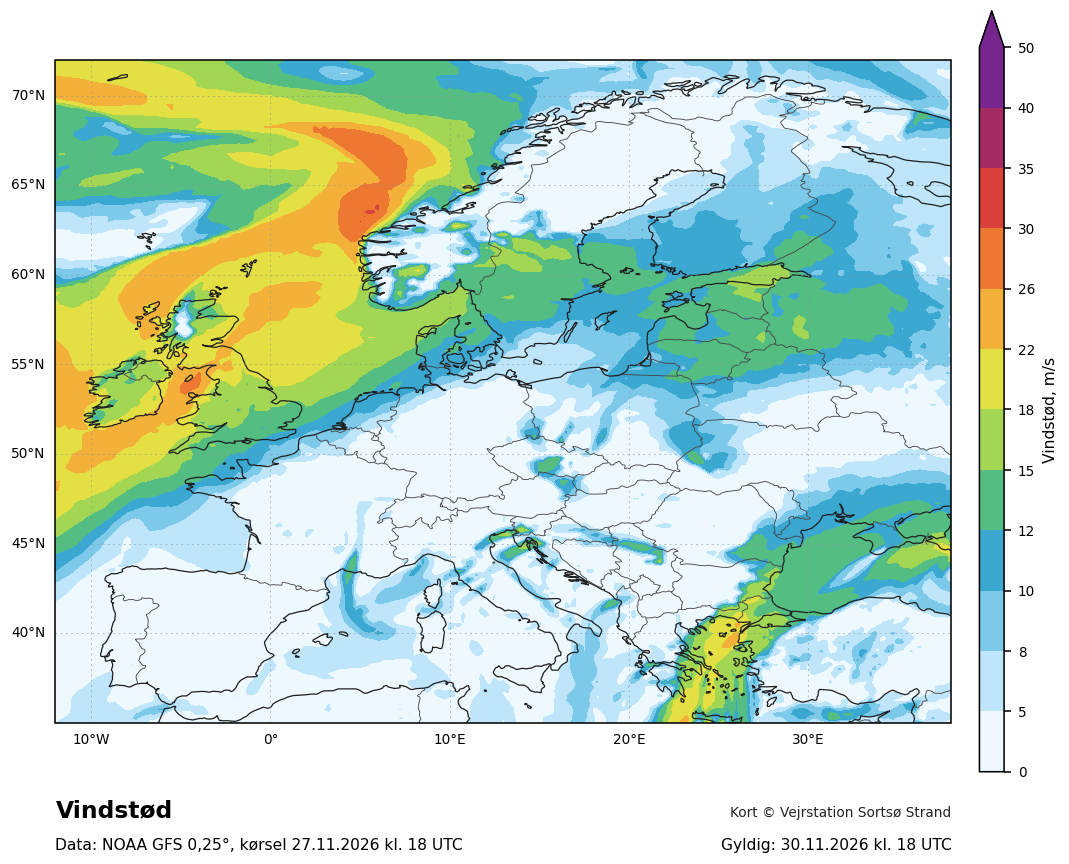 50
40
35
30
26
22
18
15
12
10
8
5
0
Vindstød, m/s
70°N
65°N
60°N
55°N
50°N
45°N
40°N
10°W 0° 10°E 20°E 30°E
Vindstød
Kort © Vejrstation Sortsø Strand
Data: NOAA GFS 0,25°, kørsel 27.11.2026 kl. 18 UTC
Gyldig: 30.11.2026 kl. 18 UTC